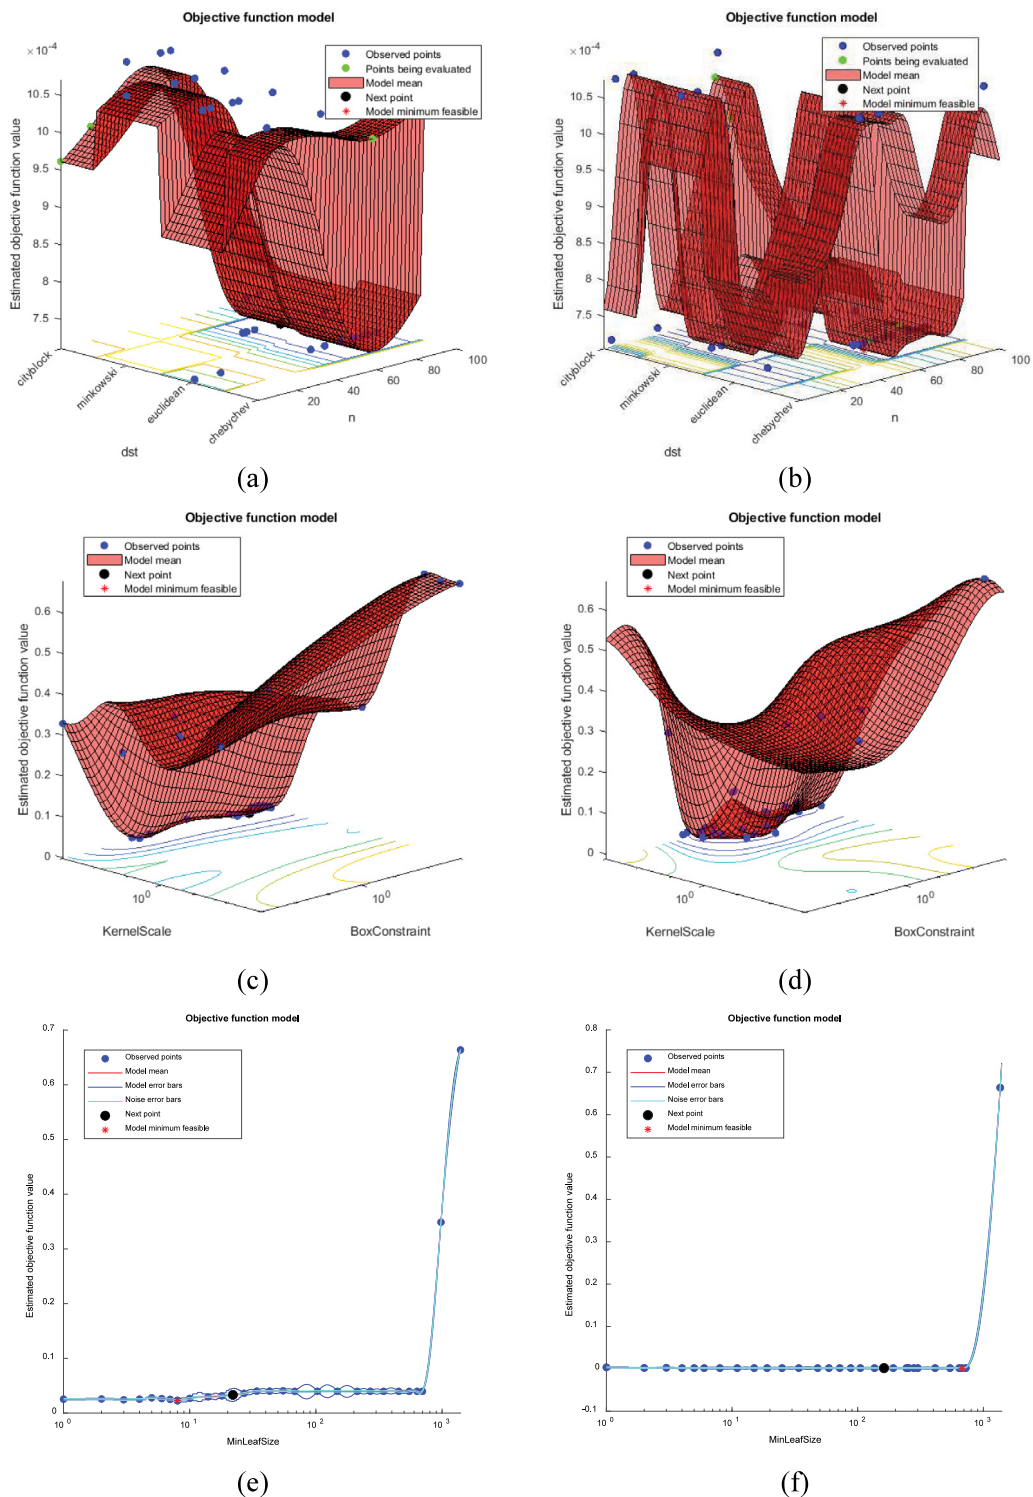 Objective function model
×10⁻⁴
Observed points
Points being evaluated
Model mean
Next point
Model minimum feasible
Estimated objective function value
10.5
10
9.5
9
8.5
8
7.5
cityblock
minkowski
euclidean
chebychev
dst
20
40
60
80
100
n
(a)
Objective function model
×10⁻⁴
Observed points
Points being evaluated
Model mean
Next point
Model minimum feasible
Estimated objective function value
10.5
10
9.5
9
8.5
8
7.5
cityblock
minkowski
euclidean
chebychev
dst
20
40
60
80
100
n
(b)
Objective function model
Observed points
Model mean
Next point
Model minimum feasible
Estimated objective function value
0.6
0.5
0.4
0.3
0.2
0.1
0
10⁰
10⁰
KernelScale
BoxConstraint
(c)
Objective function model
Observed points
Model mean
Next point
Model minimum feasible
Estimated objective function value
0.6
0.5
0.4
0.3
0.2
0.1
0
10⁰
10⁰
KernelScale
BoxConstraint
(d)
Objective function model
Observed points
Model mean
Model error bars
Noise error bars
Next point
Model minimum feasible
Estimated objective function value
0.7
0.6
0.5
0.4
0.3
0.2
0.1
0
10⁰
10¹
10²
10³
MinLeafSize
(e)
Objective function model
Observed points
Model mean
Model error bars
Noise error bars
Next point
Model minimum feasible
Estimated objective function value
0.8
0.7
0.6
0.5
0.4
0.3
0.2
0.1
0
-0.1
10⁰
10¹
10²
10³
MinLeafSize
(f)